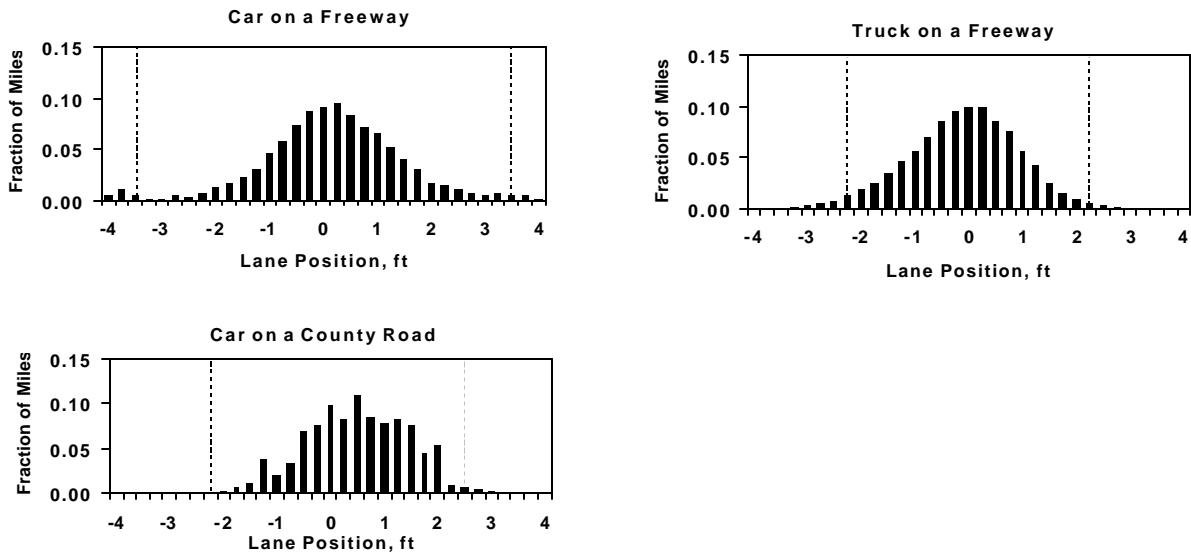 Car on a Freeway
Fraction of Miles
0.15
0.10
0.05
0.00
-4 -3 -2 -1 0 1 2 3 4
Lane Position, ft
Truck on a Freeway
Fraction of Miles
0.15
0.10
0.05
0.00
-4 -3 -2 -1 0 1 2 3 4
Lane Position, ft
Car on a County Road
Fraction of Miles
0.15
0.10
0.05
0.00
-4 -3 -2 -1 0 1 2 3 4
Lane Position, ft